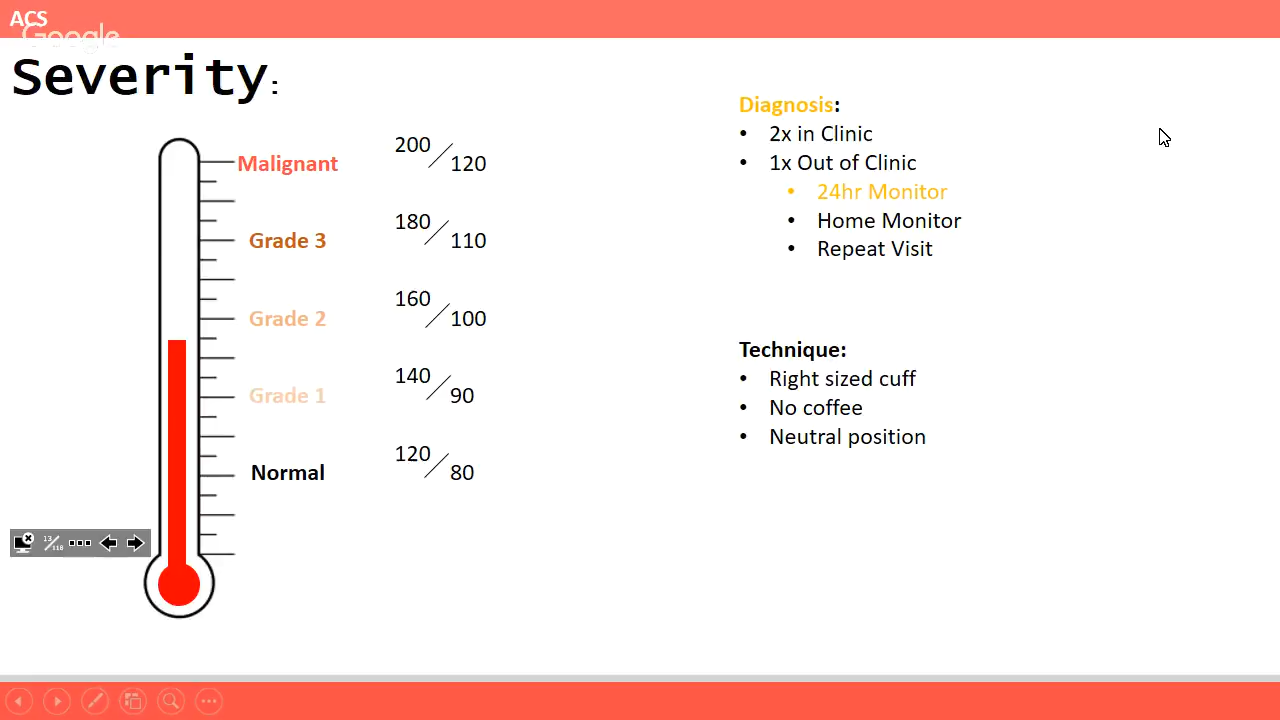 ACS
Google
Severity:
Malignant 200/120
Grade 3 180/110
Grade 2 160/100
Grade 1 140/90
Normal 120/80
Diagnosis:
• 2x in Clinic
• 1x Out of Clinic
• 24hr Monitor
• Home Monitor
• Repeat Visit
Technique:
• Right sized cuff
• No coffee
• Neutral position
13/118